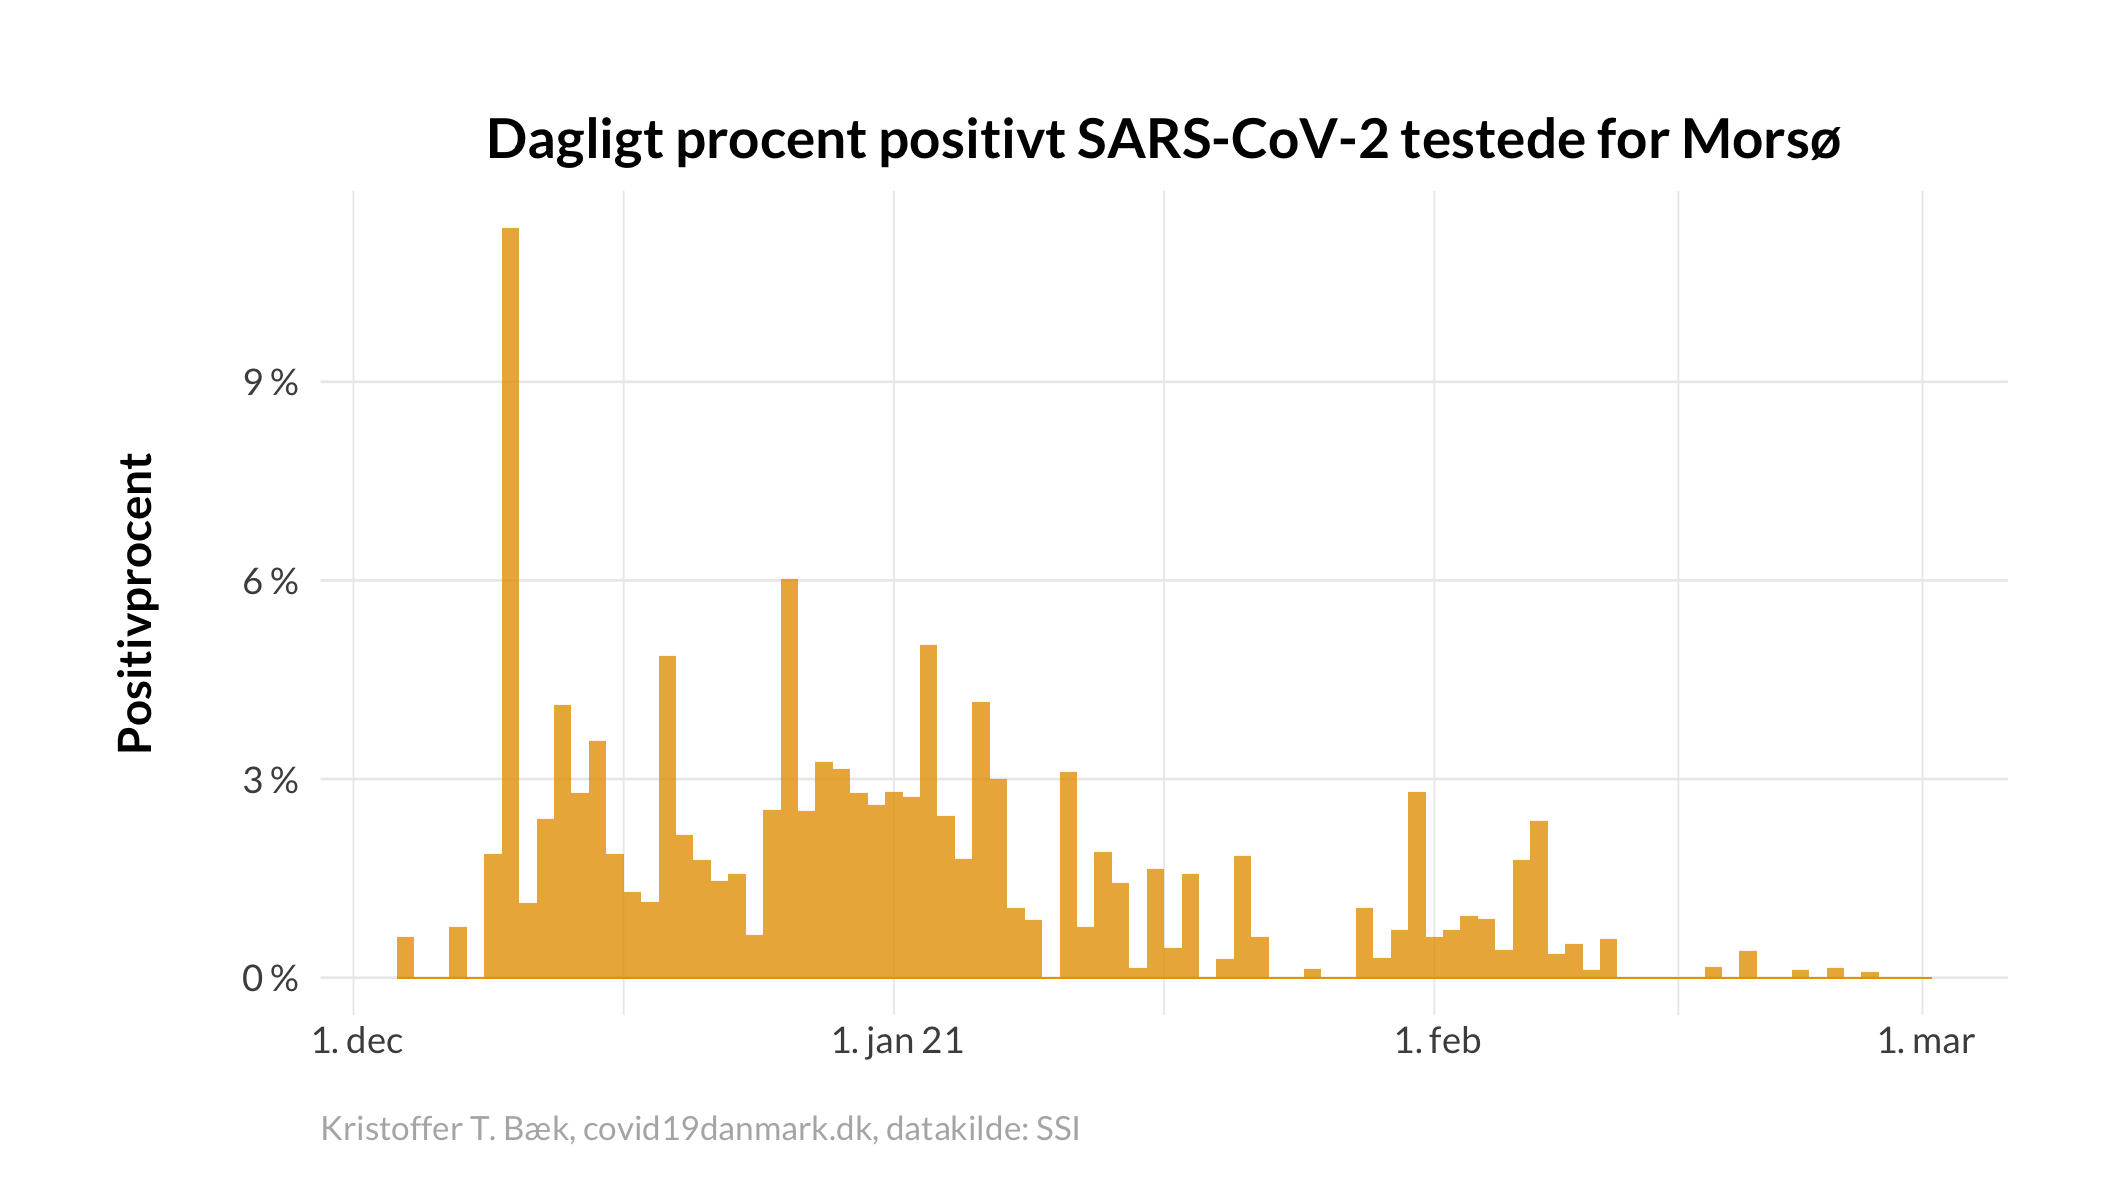 Dagligt procent positivt SARS-CoV-2 testede for Morsø
Positivprocent
9 %
6 %
3 %
0 %
1. dec
1. jan 21
1. feb
1. mar
Kristoffer T. Bæk, covid19danmark.dk, datakilde: SSI